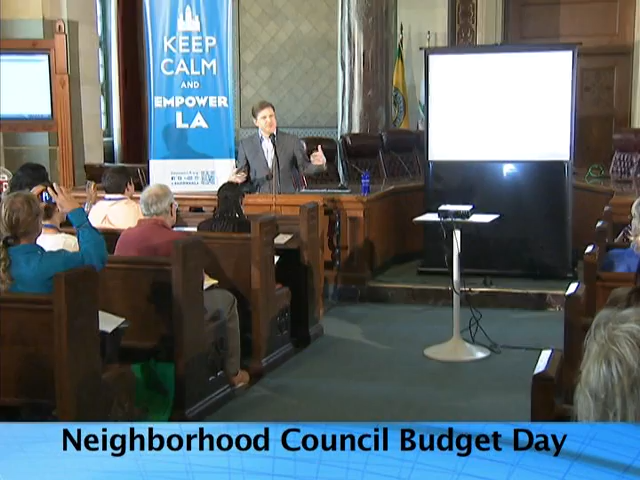 KEEP
CALM
AND
EMPOWER
LA
Neighborhood Council Budget Day